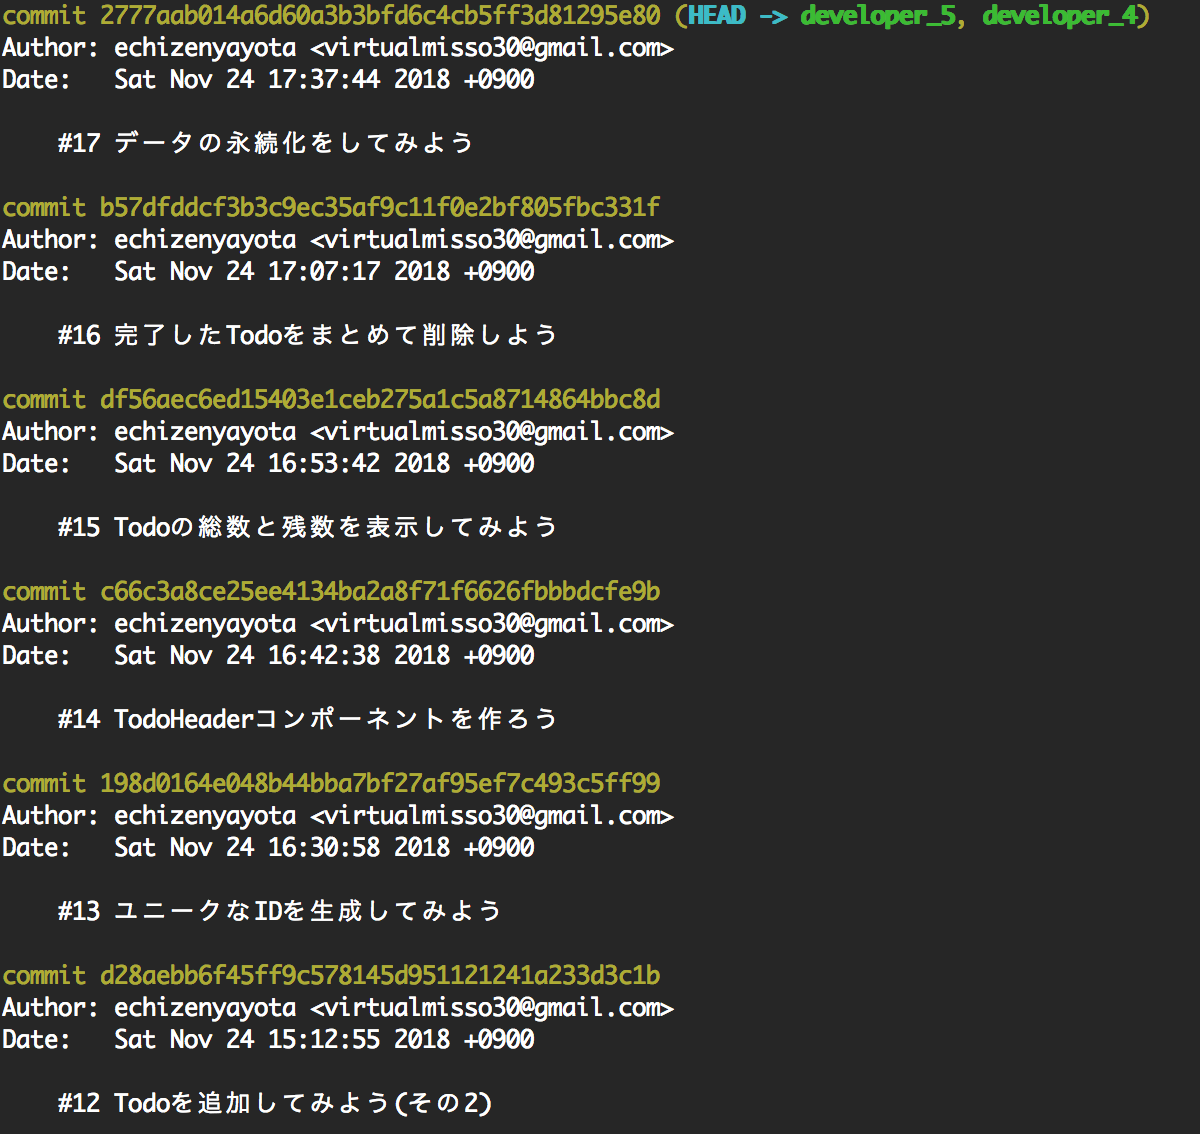 commit 2777aab014a6d60a3b3bfd6c4cb5ff3d81295e80 (HEAD -> developer_5, developer_4)
Author: echizenyayota <virtualmisso30@gmail.com>
Date:   Sat Nov 24 17:37:44 2018 +0900
#17 データの永続化をしてみよう
commit b57dfddcf3b3c9ec35af9c11f0e2bf805fbc331f
Author: echizenyayota <virtualmisso30@gmail.com>
Date:   Sat Nov 24 17:07:17 2018 +0900
#16 完了したTodoをまとめて削除しよう
commit df56aec6ed15403e1ceb275a1c5a8714864bbc8d
Author: echizenyayota <virtualmisso30@gmail.com>
Date:   Sat Nov 24 16:53:42 2018 +0900
#15 Todoの総数と残数を表示してみよう
commit c66c3a8ce25ee4134ba2a8f71f6626fbbbdcfe9b
Author: echizenyayota <virtualmisso30@gmail.com>
Date:   Sat Nov 24 16:42:38 2018 +0900
#14 TodoHeaderコンポーネントを作ろう
commit 198d0164e048b44bba7bf27af95ef7c493c5ff99
Author: echizenyayota <virtualmisso30@gmail.com>
Date:   Sat Nov 24 16:30:58 2018 +0900
#13 ユニークなIDを生成してみよう
commit d28aebb6f45ff9c578145d951121241a233d3c1b
Author: echizenyayota <virtualmisso30@gmail.com>
Date:   Sat Nov 24 15:12:55 2018 +0900
#12 Todoを追加してみよう(その2)